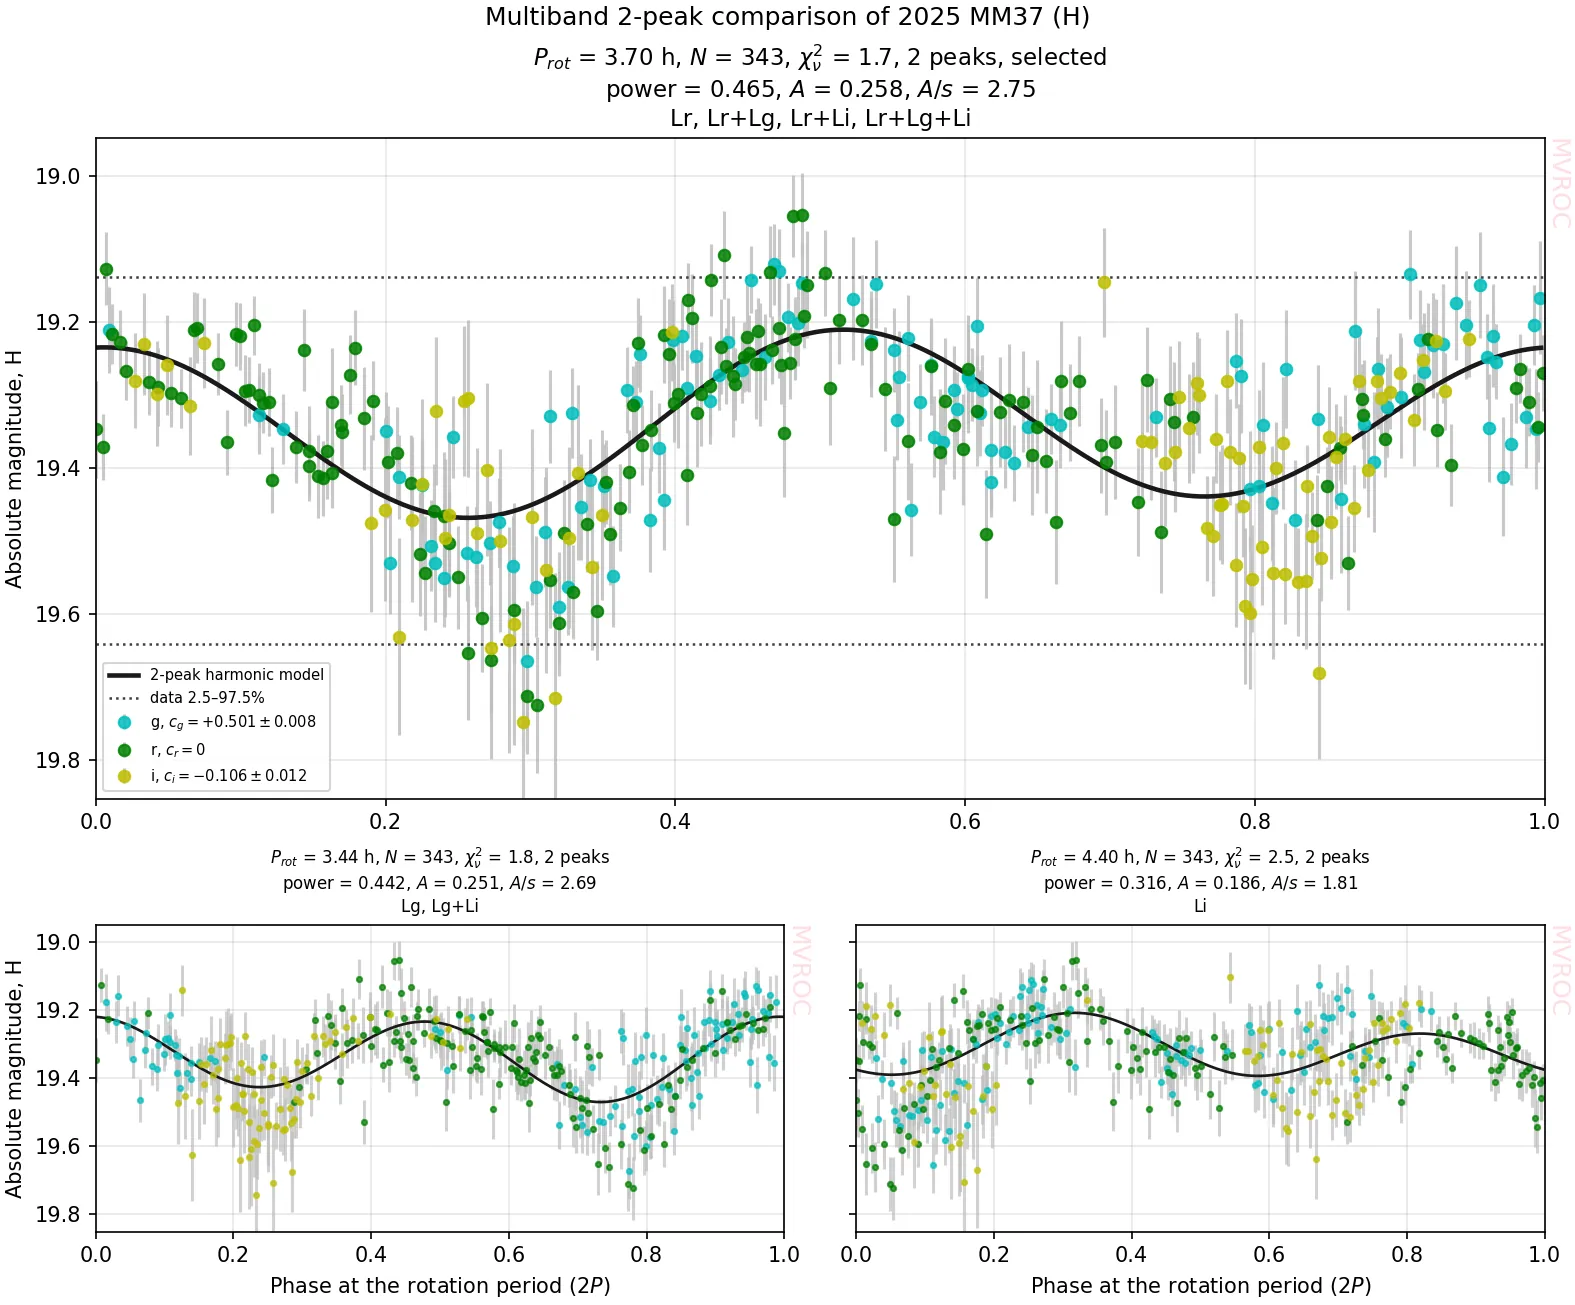 Multiband 2-peak comparison of 2025 MM37 (H)
P_rot = 3.70 h, N = 343, χ²_ν = 1.7, 2 peaks, selected
power = 0.465, A = 0.258, A/s = 2.75
Lr, Lr+Lg, Lr+Li, Lr+Lg+Li
MVROC
Absolute magnitude, H
19.0
19.2
19.4
19.6
19.8
2-peak harmonic model
data 2.5–97.5%
g, c_g = +0.501 ± 0.008
r, c_r = 0
i, c_i = −0.106 ± 0.012
0.0 0.2 0.4 0.6 0.8 1.0
P_rot = 3.44 h, N = 343, χ²_ν = 1.8, 2 peaks
power = 0.442, A = 0.251, A/s = 2.69
Lg, Lg+Li
MVROC
Absolute magnitude, H
19.0
19.2
19.4
19.6
19.8
0.0 0.2 0.4 0.6 0.8 1.0
Phase at the rotation period (2P)
P_rot = 4.40 h, N = 343, χ²_ν = 2.5, 2 peaks
power = 0.316, A = 0.186, A/s = 1.81
Li
MVROC
0.0 0.2 0.4 0.6 0.8 1.0
Phase at the rotation period (2P)